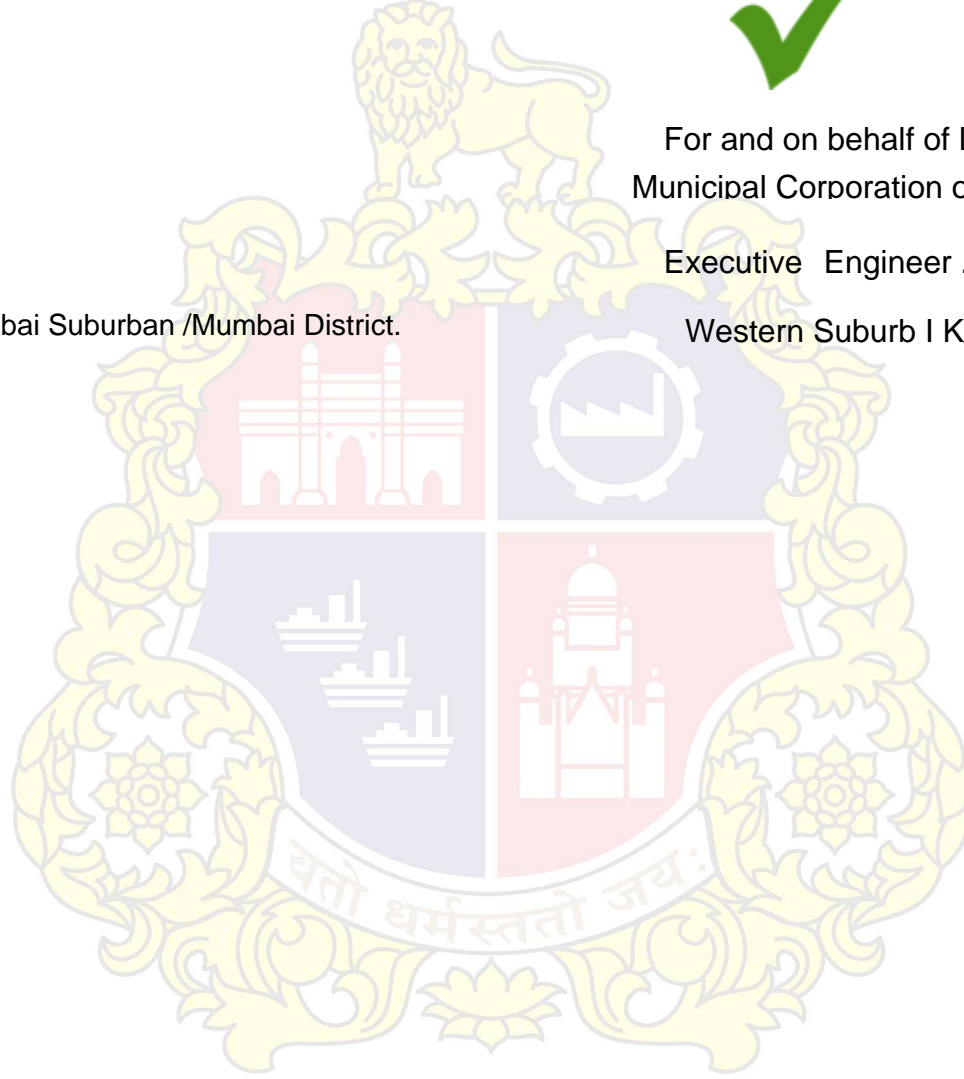 For and on behalf of
Municipal Corporation
Executive Engineer .
bai Suburban /Mumbai District.
Western Suburb I K
यतो धर्मस्ततो जय: